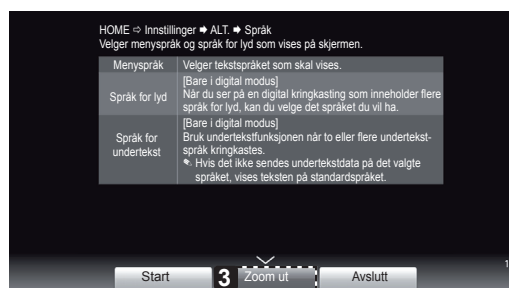 HOME ⇨ Innstillinger ➡ ALT. ➡ Språk
Velger menyspråk og språk for lyd som vises på skjermen.
Menyspråk
Velger tekstspråket som skal vises.
Språk for lyd
[Bare i digital modus]
Når du ser på en digital kringkasting som inneholder flere
språk for lyd, kan du velge det språket du vil ha.
Språk for
undertekst
[Bare i digital modus]
Bruk undertekstfunksjonen når to eller flere undertekst-
språk kringkastes.
Hvis det ikke sendes undertekstdata på det valgte
språket, vises teksten på standardspråket.
Start
3
Zoom ut
Avslutt
1